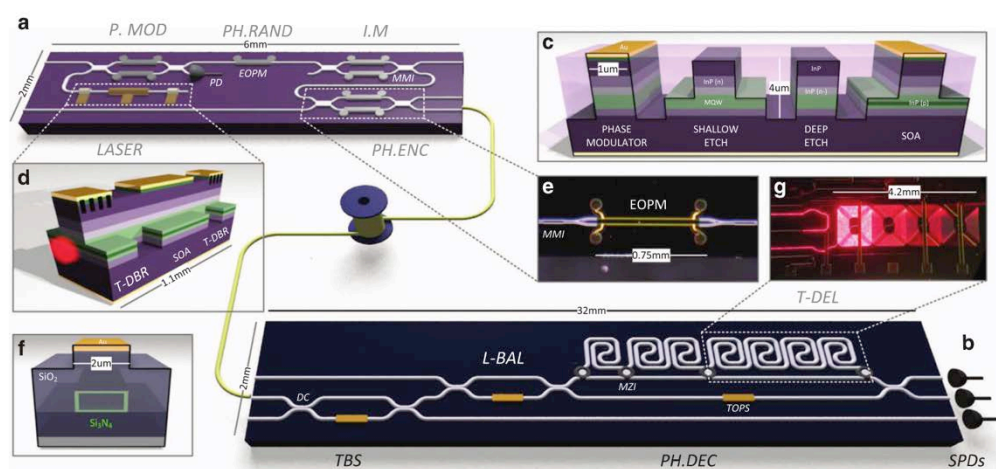 a
P. MOD
PH.RAND
I.M
6mm
2mm
EOPM
PD
MMI
LASER
PH.ENC
c
Au
1um
InP (n)
MQW
4um
InP
InP (n-)
InP (p)
PHASE
MODULATOR
SHALLOW
ETCH
DEEP
ETCH
SOA
d
T-DBR
SOA
T-DBR
1.1mm
e
EOPM
MMI
0.75mm
g
4.2mm
T-DEL
f
Au
2um
SiO₂
Si₃N₄
32mm
b
2mm
L-BAL
DC
MZI
TOPS
TBS
PH.DEC
SPDs